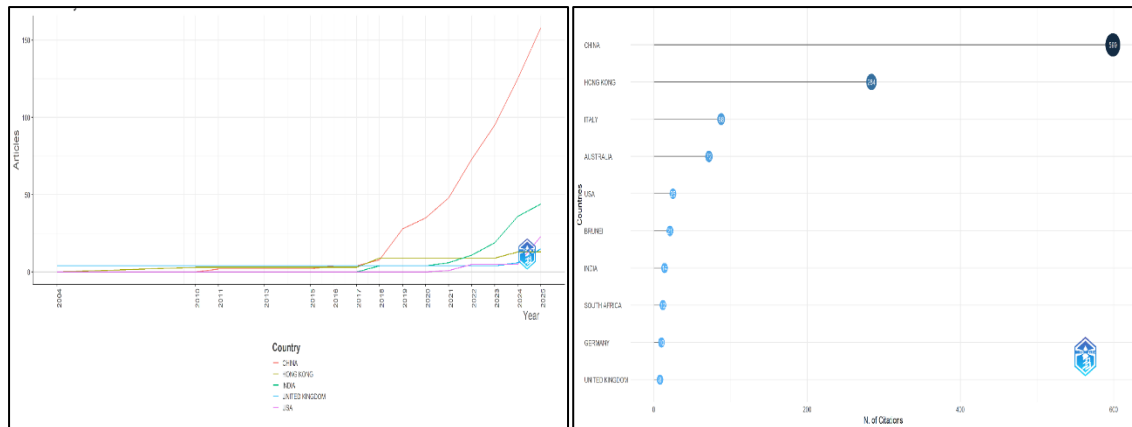 150
100
50
0
Articles
2004
2010
2011
2013
2015
2016
2017
2018
2019
2020
2021
2022
2023
2024
2025
Year
Country
CHINA
HONG KONG
INDIA
UNITED KINGDOM
USA
CHINA
HONG KONG
ITALY
AUSTRALIA
USA
BRUNEI
INDIA
SOUTH AFRICA
GERMANY
UNITED KINGDOM
Countries
284
0
200
400
600
N. of Citations